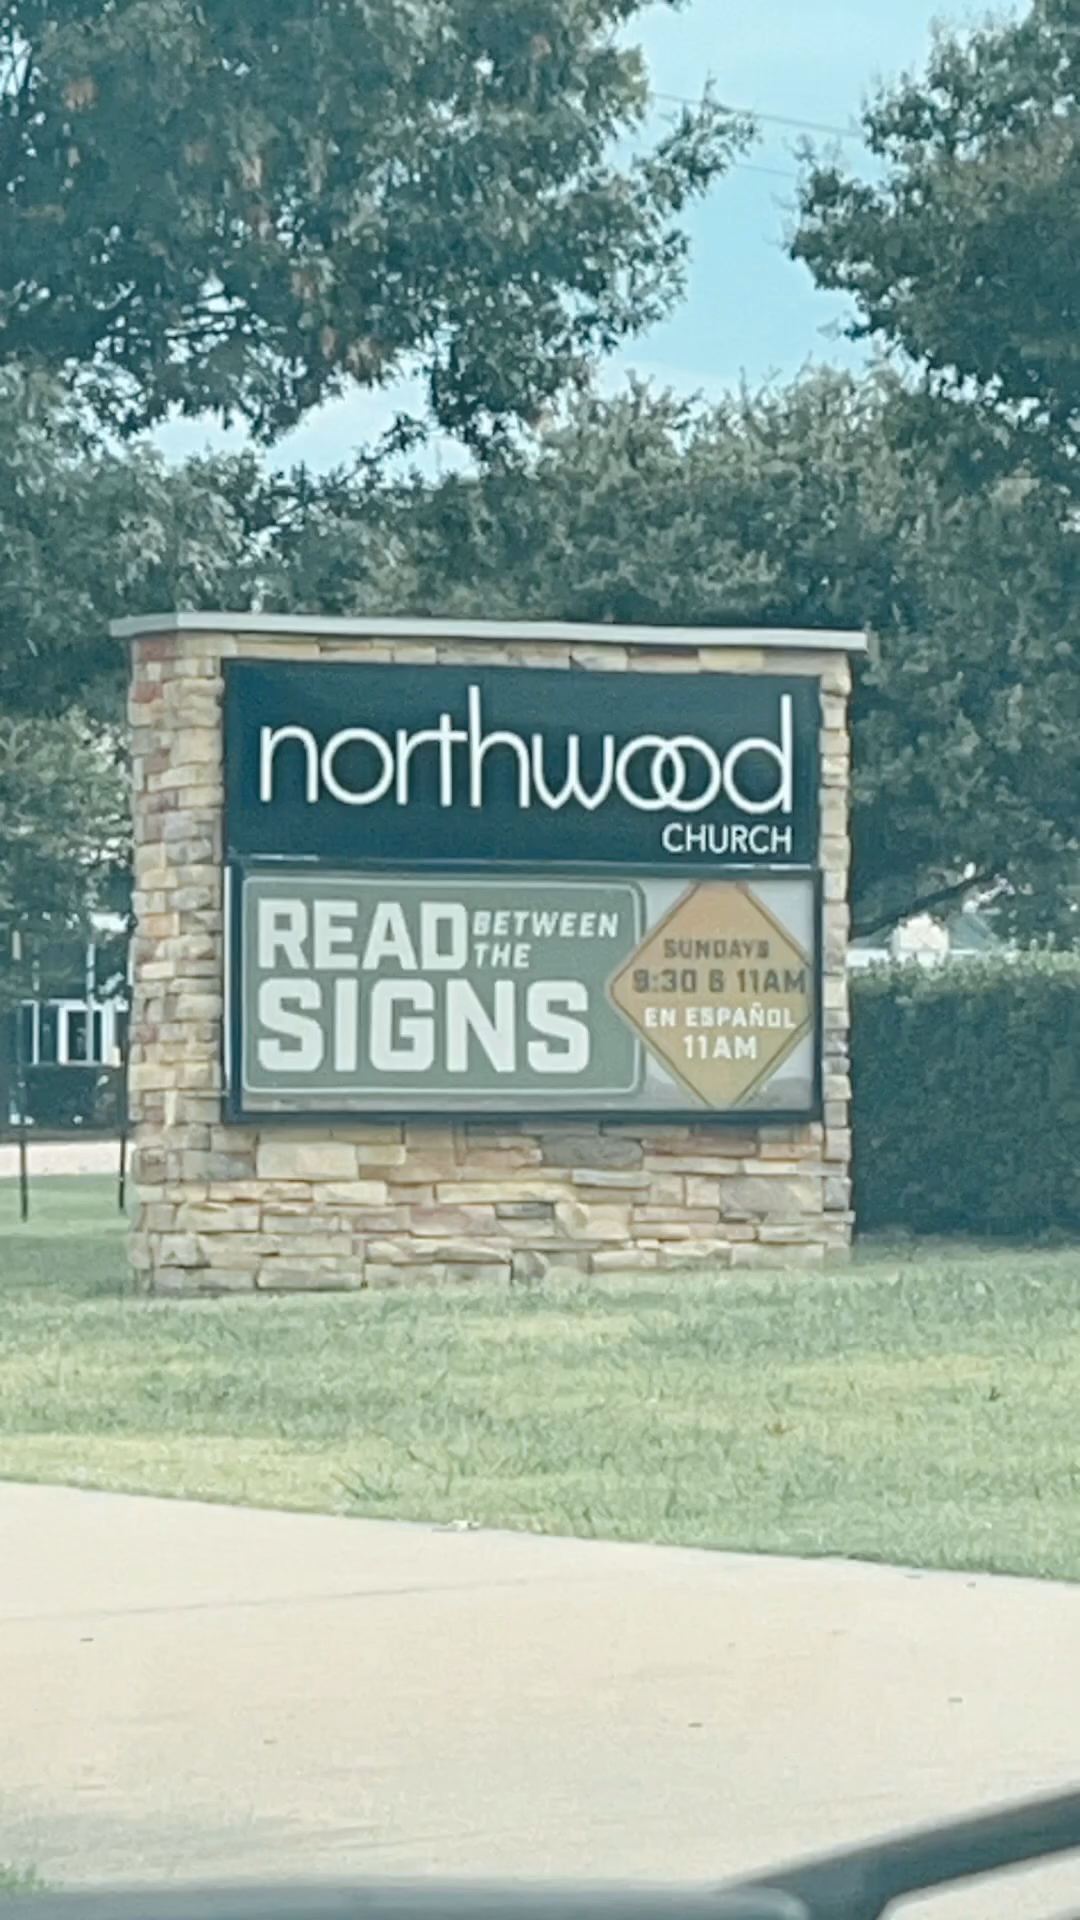 northwood
CHURCH
READ BETWEEN
THE
SIGNS
SUNDAYS
9:30 & 11AM
EN ESPAÑOL
11AM